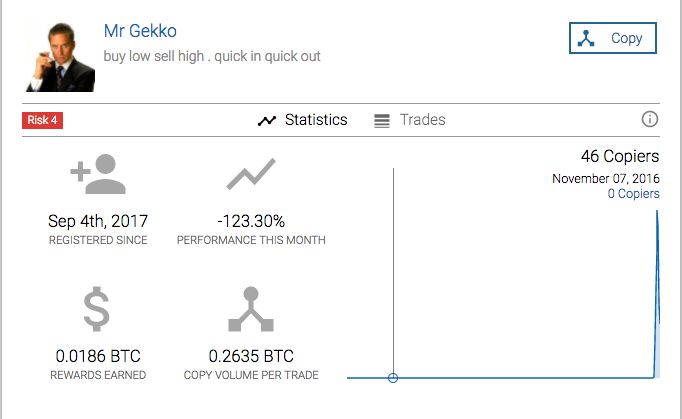 Mr Gekko
buy low sell high . quick in quick out
Copy
Risk 4
Statistics
Trades
46 Copiers
November 07, 2016
0 Copiers
Sep 4th, 2017
REGISTERED SINCE
-123.30%
PERFORMANCE THIS MONTH
0.0186 BTC
REWARDS EARNED
0.2635 BTC
COPY VOLUME PER TRADE